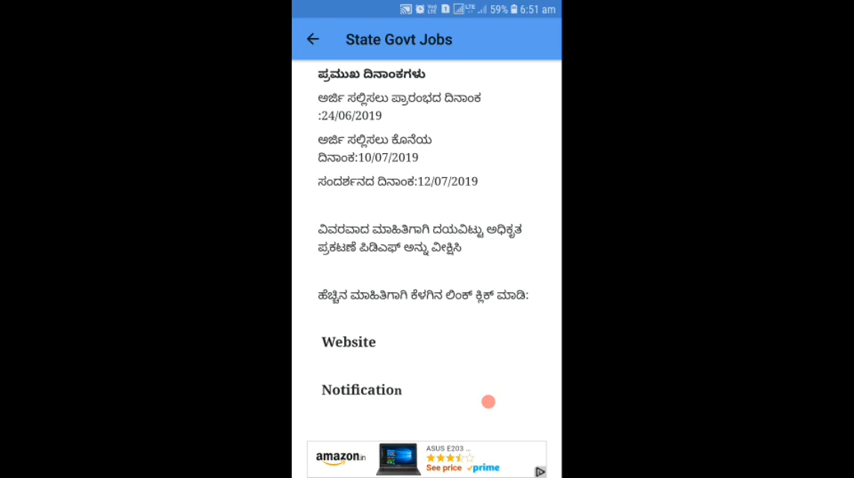 59% 6:51 am
State Govt Jobs
ಪ್ರಮುಖ ದಿನಾಂಕಗಳು
ಅರ್ಜಿ ಸಲ್ಲಿಸಲು ಪ್ರಾರಂಭದ ದಿನಾಂಕ
:24/06/2019
ಅರ್ಜಿ ಸಲ್ಲಿಸಲು ಕೊನೆಯ
ದಿನಾಂಕ:10/07/2019
ಸಂದರ್ಶನದ ದಿನಾಂಕ:12/07/2019
ವಿವರವಾದ ಮಾಹಿತಿಗಾಗಿ ದಯವಿಟ್ಟು ಅಧಿಕೃತ
ಪ್ರಕಟಣೆ ಪಿಡಿಎಫ್ ಅನ್ನು ವೀಕ್ಷಿಸಿ
ಹೆಚ್ಚಿನ ಮಾಹಿತಿಗಾಗಿ ಕೆಳಗಿನ ಲಿಂಕ್ ಕ್ಲಿಕ್ ಮಾಡಿ:
Website
Notification
amazon.in
ASUS E203 ...
See price prime